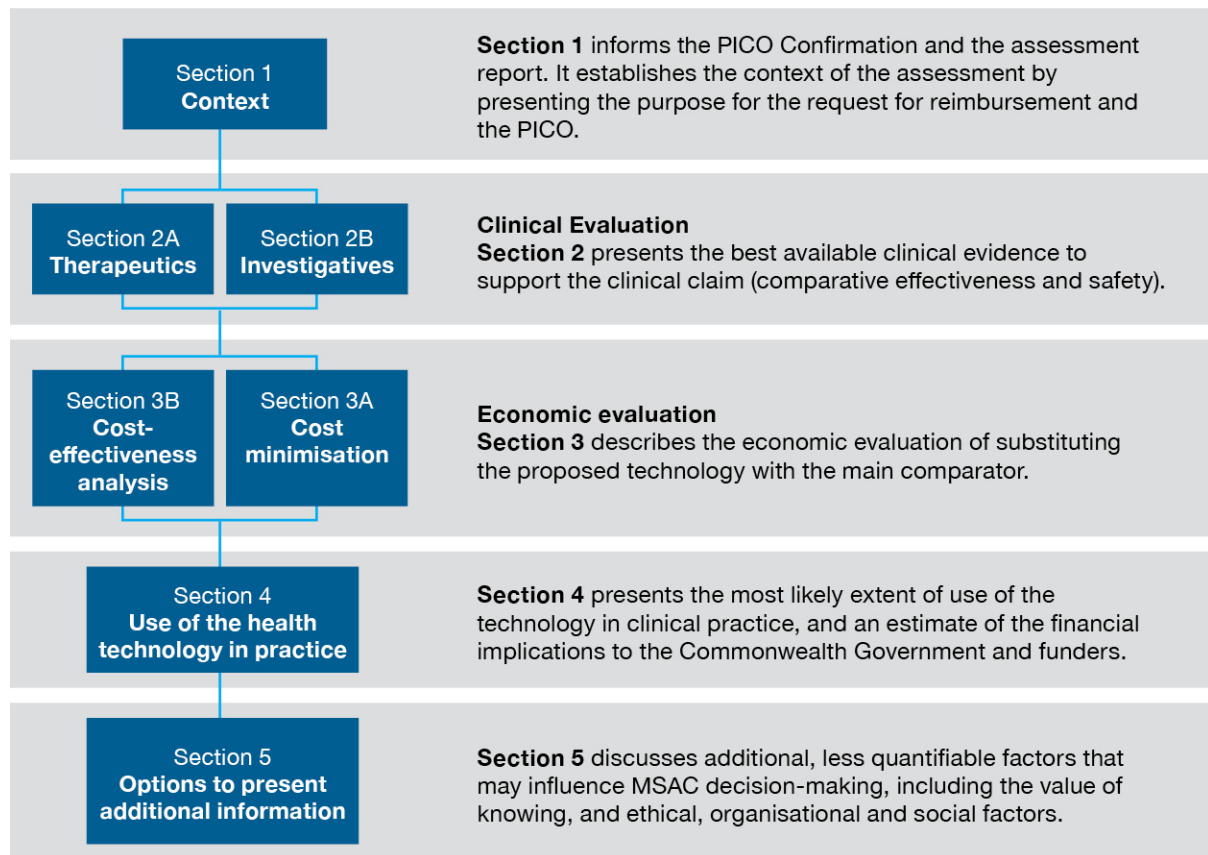 Section 1
Context
Section 1 informs the PICO Confirmation and the assessment
report. It establishes the context of the assessment by
presenting the purpose for the request for reimbursement and
the PICO.
Section 2A
Therapeutics
Section 2B
Investigatives
Clinical Evaluation
Section 2 presents the best available clinical evidence to
support the clinical claim (comparative effectiveness and safety).
Section 3B
Cost-
effectiveness
analysis
Section 3A
Cost
minimisation
Economic evaluation
Section 3 describes the economic evaluation of substituting
the proposed technology with the main comparator.
Section 4
Use of the health
technology in practice
Section 4 presents the most likely extent of use of the
technology in clinical practice, and an estimate of the financial
implications to the Commonwealth Government and funders.
Section 5
Options to present
additional information
Section 5 discusses additional, less quantifiable factors that
may influence MSAC decision-making, including the value of
knowing, and ethical, organisational and social factors.